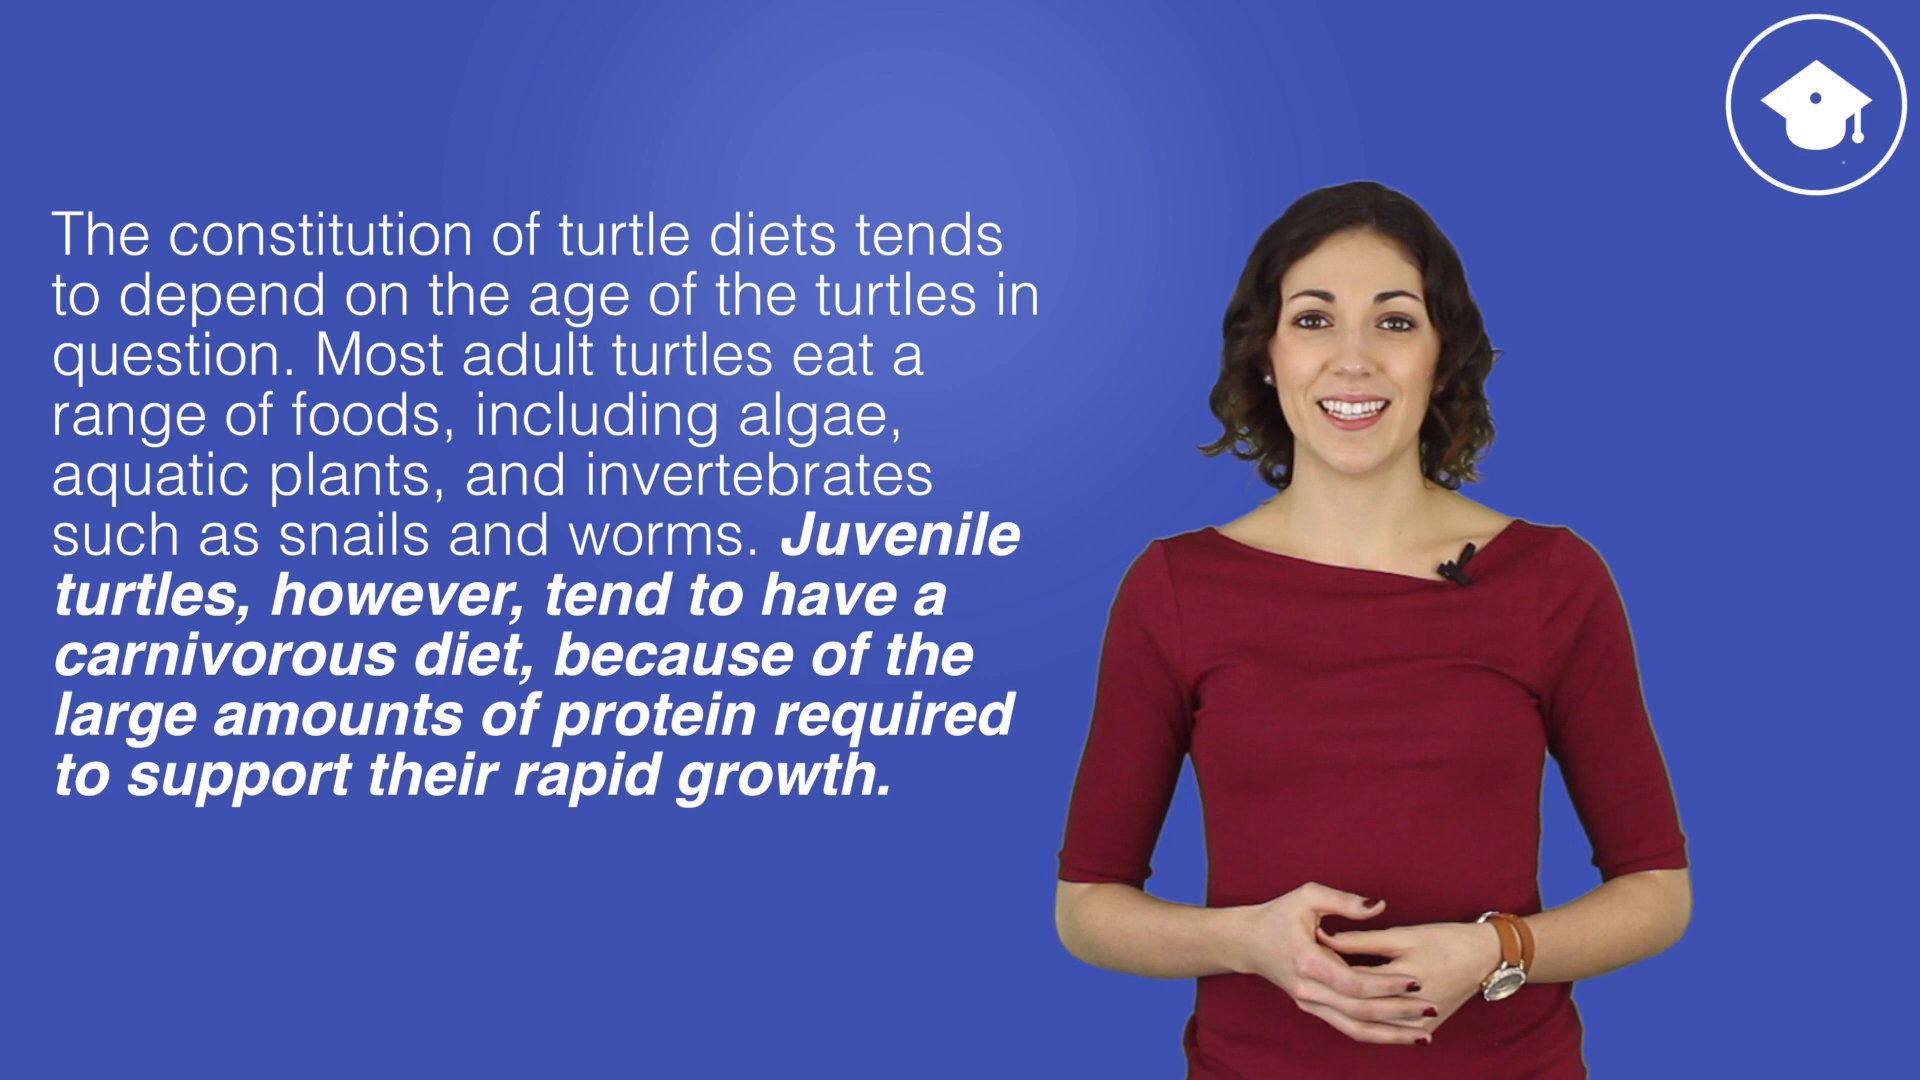 The constitution of turtle diets tends
to depend on the age of the turtles in
question. Most adult turtles eat a
range of foods, including algae,
aquatic plants, and invertebrates
such as snails and worms. Juvenile
turtles, however, tend to have a
carnivorous diet, because of the
large amounts of protein required
to support their rapid growth.